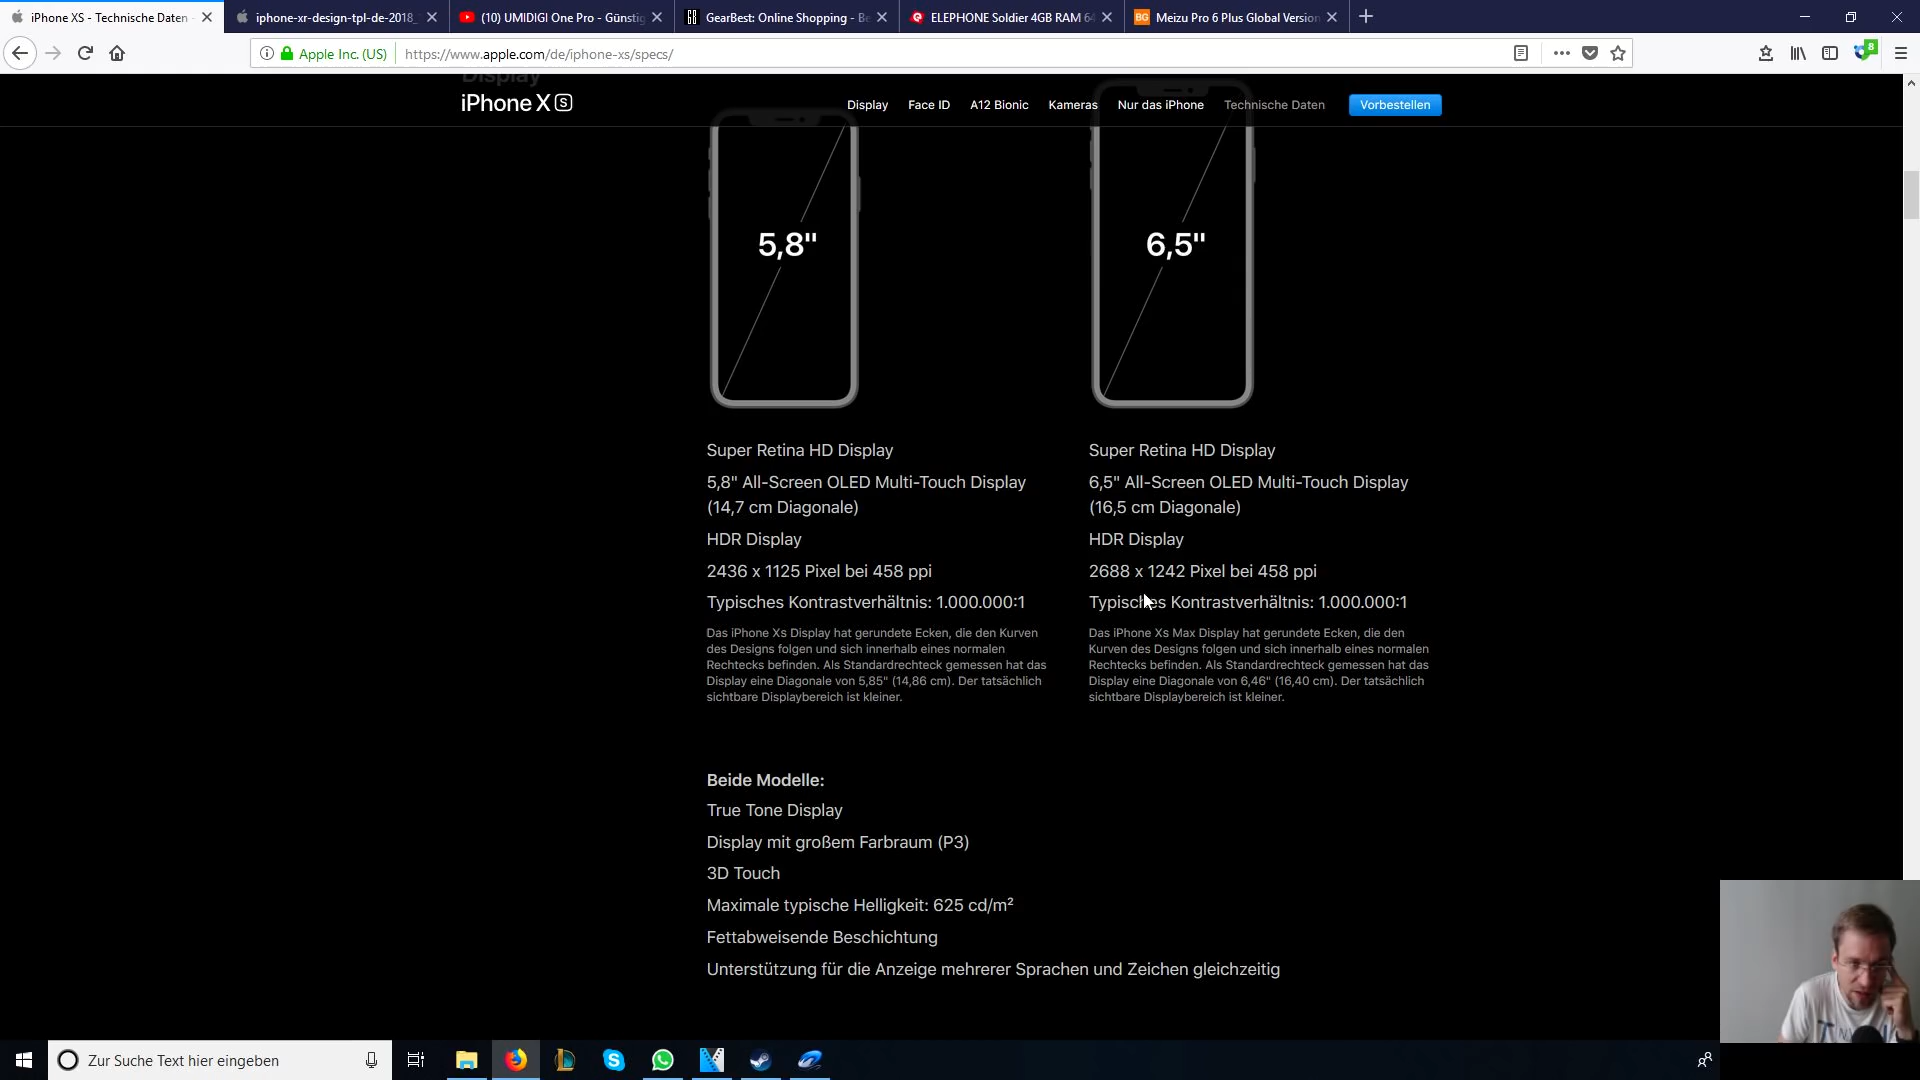 iPhone XS - Technische Daten -
iphone-xr-design-tpl-de-2018_
(10) UMIDIGI One Pro - Günstig
GearBest: Online Shopping - Be
ELEPHONE Soldier 4GB RAM 64
BG
Meizu Pro 6 Plus Global Version
Apple Inc. (US)
https://www.apple.com/de/iphone-xs/specs/
8
Display
iPhone XS
Display
Face ID
A12 Bionic
Kameras
Nur das iPhone
Technische Daten
Vorbestellen
5,8"
6,5"
Super Retina HD Display
5,8" All-Screen OLED Multi-Touch Display
(14,7 cm Diagonale)
HDR Display
2436 x 1125 Pixel bei 458 ppi
Typisches Kontrastverhältnis: 1.000.000:1
Das iPhone Xs Display hat gerundete Ecken, die den Kurven
des Designs folgen und sich innerhalb eines normalen
Rechtecks befinden. Als Standardrechteck gemessen hat das
Display eine Diagonale von 5,85" (14,86 cm). Der tatsächlich
sichtbare Displaybereich ist kleiner.
Super Retina HD Display
6,5" All-Screen OLED Multi-Touch Display
(16,5 cm Diagonale)
HDR Display
2688 x 1242 Pixel bei 458 ppi
Typisches Kontrastverhältnis: 1.000.000:1
Das iPhone Xs Max Display hat gerundete Ecken, die den
Kurven des Designs folgen und sich innerhalb eines normalen
Rechtecks befinden. Als Standardrechteck gemessen hat das
Display eine Diagonale von 6,46" (16,40 cm). Der tatsächlich
sichtbare Displaybereich ist kleiner.
Beide Modelle:
True Tone Display
Display mit großem Farbraum (P3)
3D Touch
Maximale typische Helligkeit: 625 cd/m²
Fettabweisende Beschichtung
Unterstützung für die Anzeige mehrerer Sprachen und Zeichen gleichzeitig
Zur Suche Text hier eingeben